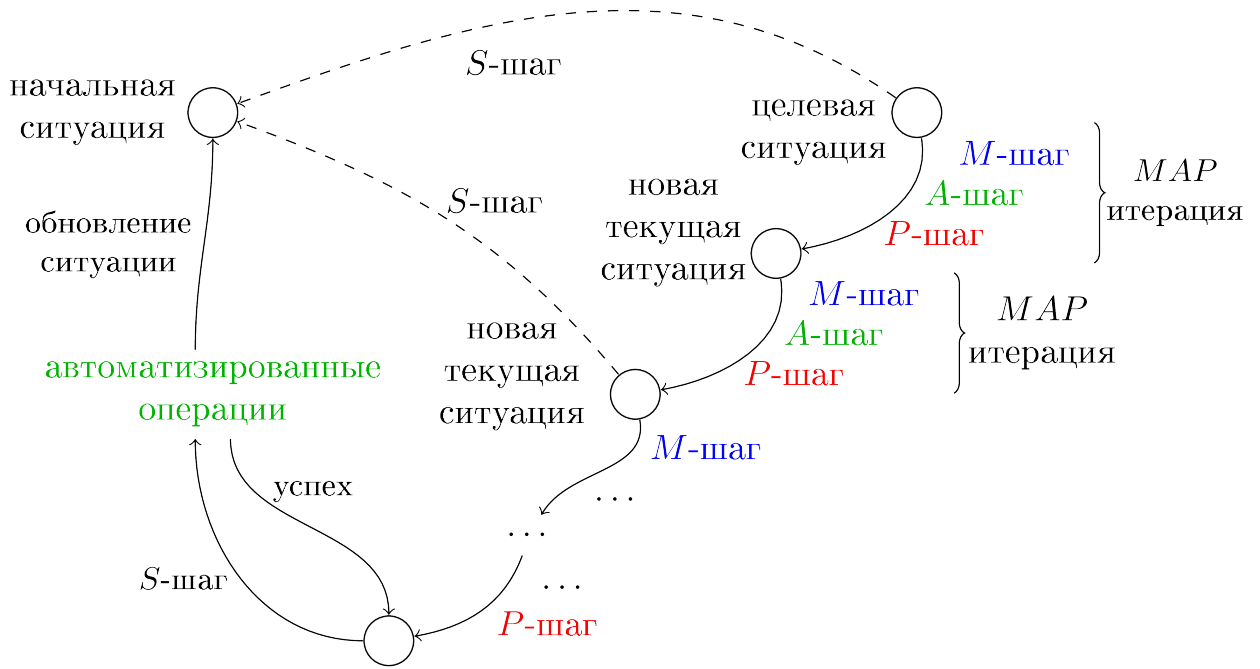 S-шаг
начальная
ситуация
целевая
ситуация
M-шаг
A-шаг
P-шаг
MAP
итерация
S-шаг
новая
текущая
ситуация
обновление
ситуации
M-шаг
A-шаг
P-шаг
MAP
итерация
новая
текущая
ситуация
автоматизированные
операции
M-шаг
успех
...
...
S-шаг
...
P-шаг